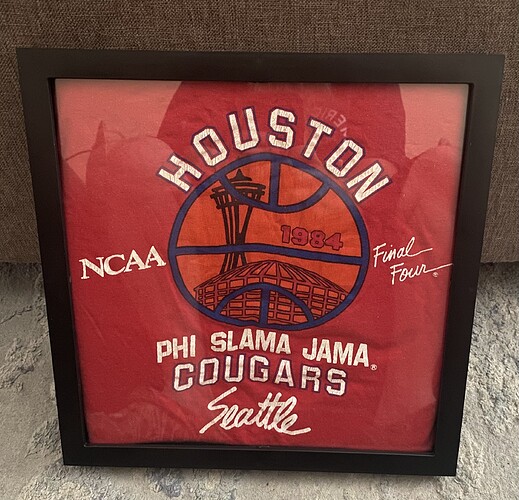 HOUSTON
1984
NCAA
Final
Four®
PHI SLAMA JAMA®
COUGARS
Seattle